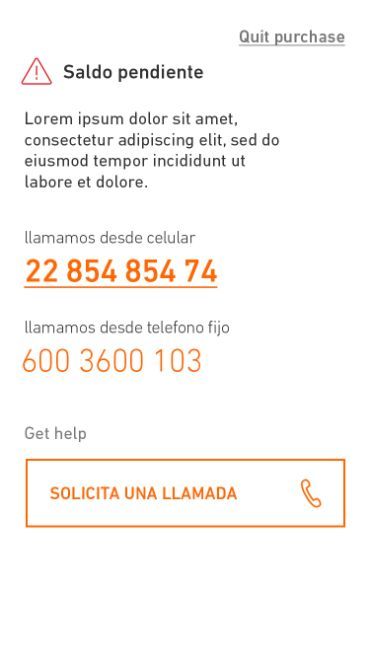 Quit purchase
Saldo pendiente
Lorem ipsum dolor sit amet,
consectetur adipiscing elit, sed do
eiusmod tempor incididunt ut
labore et dolore.
llamamos desde celular
22 854 854 74
llamamos desde telefono fijo
600 3600 103
Get help
SOLICITA UNA LLAMADA